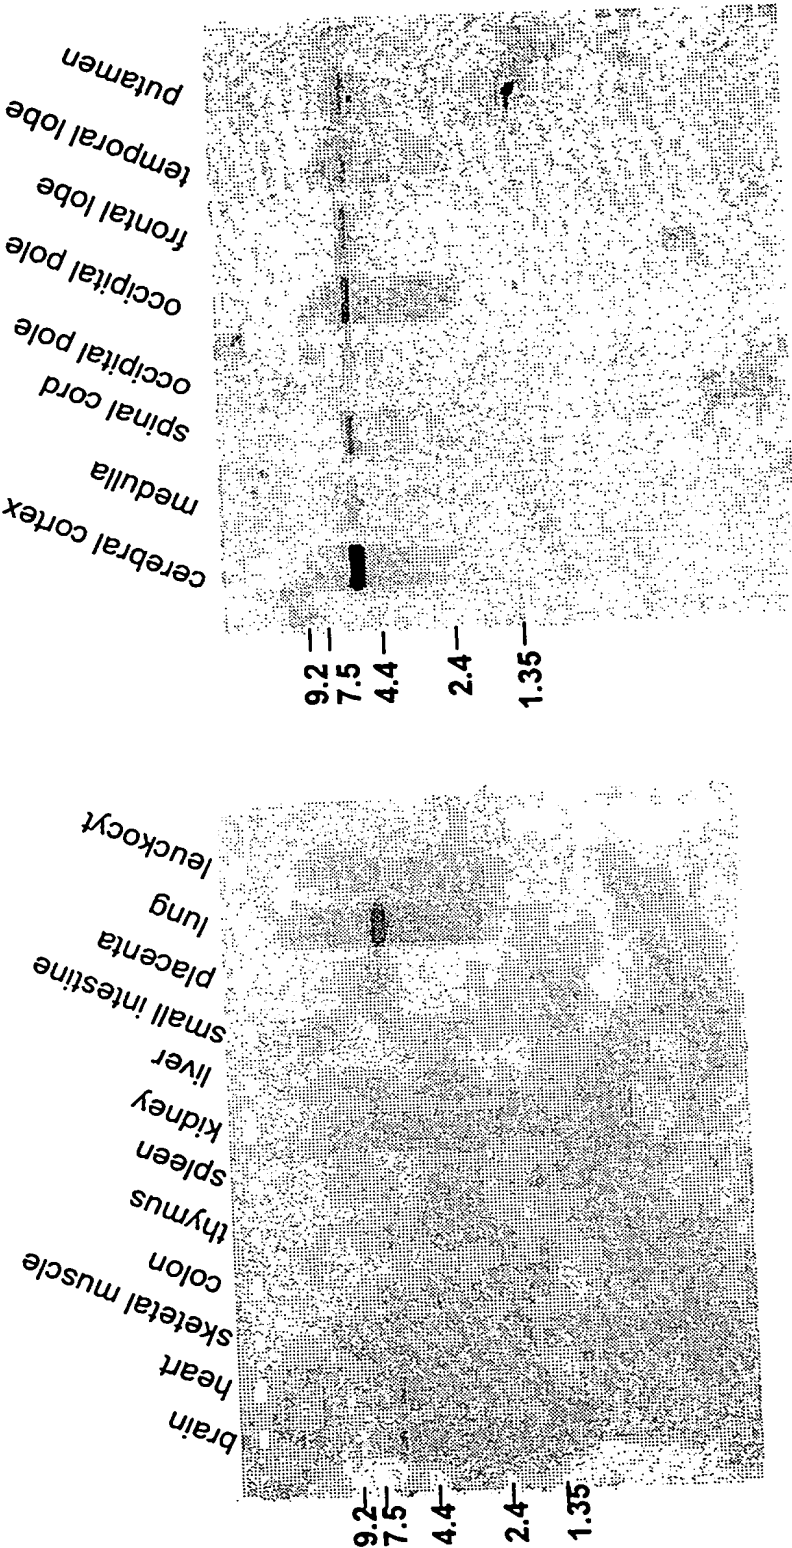 putamen
temporal lobe
frontal lobe
occipital pole
occipital pole
spinal cord
medulla
cerebral cortex
9.2
7.5
4.4
2.4
1.35
leuckocyt
lung
placenta
small intestine
liver
kidney
spleen
thymus
colon
sketetal muscle
heart
brain
9.2
7.5
4.4
2.4
1.35